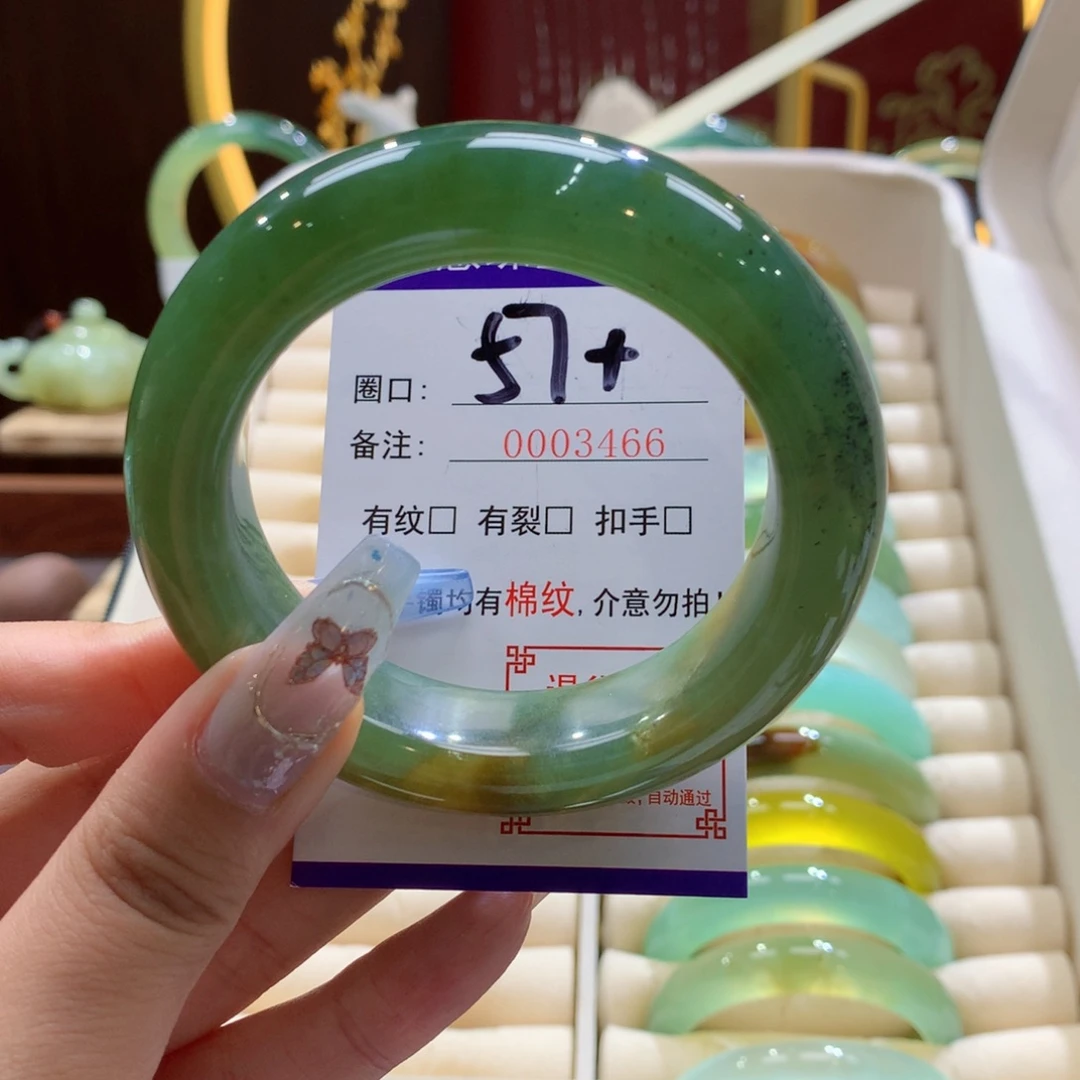 圈口: 57+
备注: 0003466
有纹□ 有裂□ 扣手□
镯均有棉纹, 介意勿拍!
自动通过